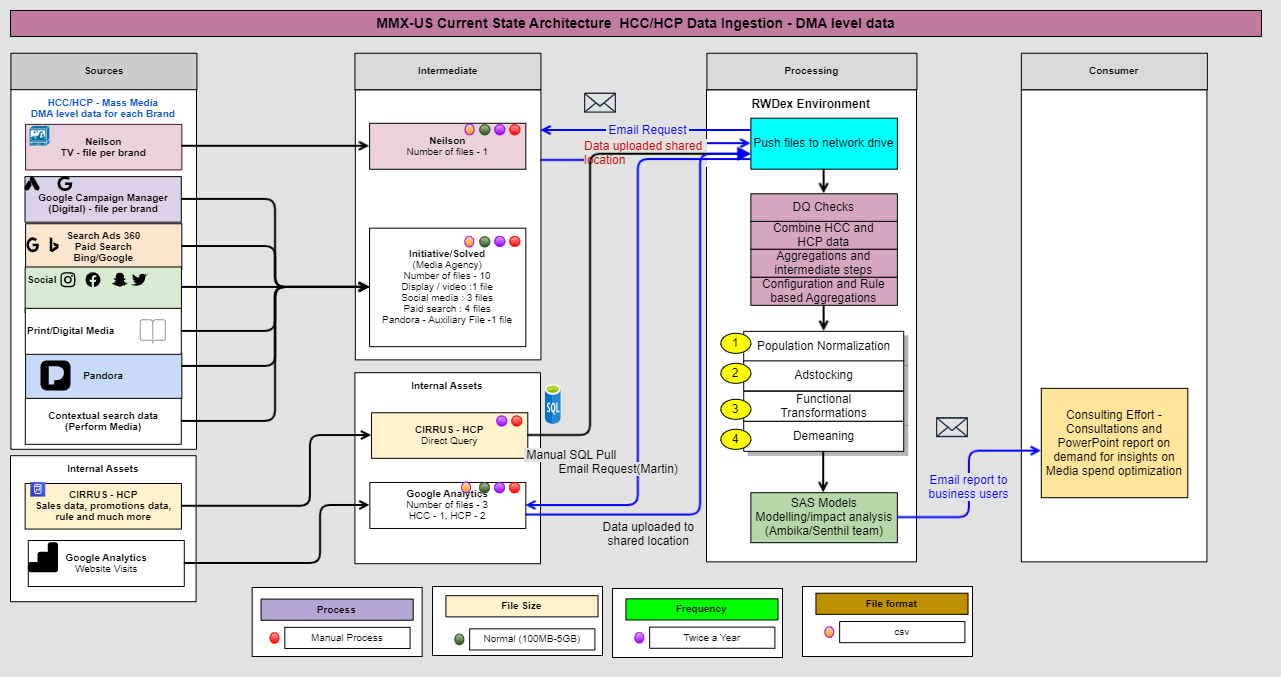 MMX-US Current State Architecture  HCC/HCP Data Ingestion - DMA level data
Sources
HCC/HCP - Mass Media
DMA level data for each Brand
Neilson
TV - file per brand
Google Campaign Manager
(Digital) - file per brand
Search Ads 360
Paid Search
Bing/Google
Social
Print/Digital Media
Pandora
Contextual search data
(Perform Media)
Internal Assets
CIRRUS - HCP
Sales data, promotions data,
rule and much more
Google Analytics
Website Visits
Intermediate
Neilson
Number of files - 1
Initiative/Solved
(Media Agency)
Number of files - 10
Display / video :1 file
Social media : 3 files
Paid search : 4 files
Pandora - Auxiliary File -1 file
Internal Assets
CIRRUS - HCP
Direct Query
SQL
Google Analytics
Number of files - 3
HCC - 1, HCP - 2
Email Request
Data uploaded shared
location
Manual SQL Pull
Email Request(Martin)
Data uploaded to
shared location
Processing
RWDex Environment
Push files to network drive
DQ Checks
Combine HCC and
HCP data
Aggregations and
intermediate steps
Configuration and Rule
based Aggregations
1
Population Normalization
2
Adstocking
3
Functional
Transformations
4
Demeaning
SAS Models
Modelling/impact analysis
(Ambika/Senthil team)
Email report to
business users
Consumer
Consulting Effort -
Consultations and
PowerPoint report on
demand for insights on
Media spend optimization
Process
Manual Process
File Size
Normal (100MB-5GB)
Frequency
Twice a Year
File format
csv